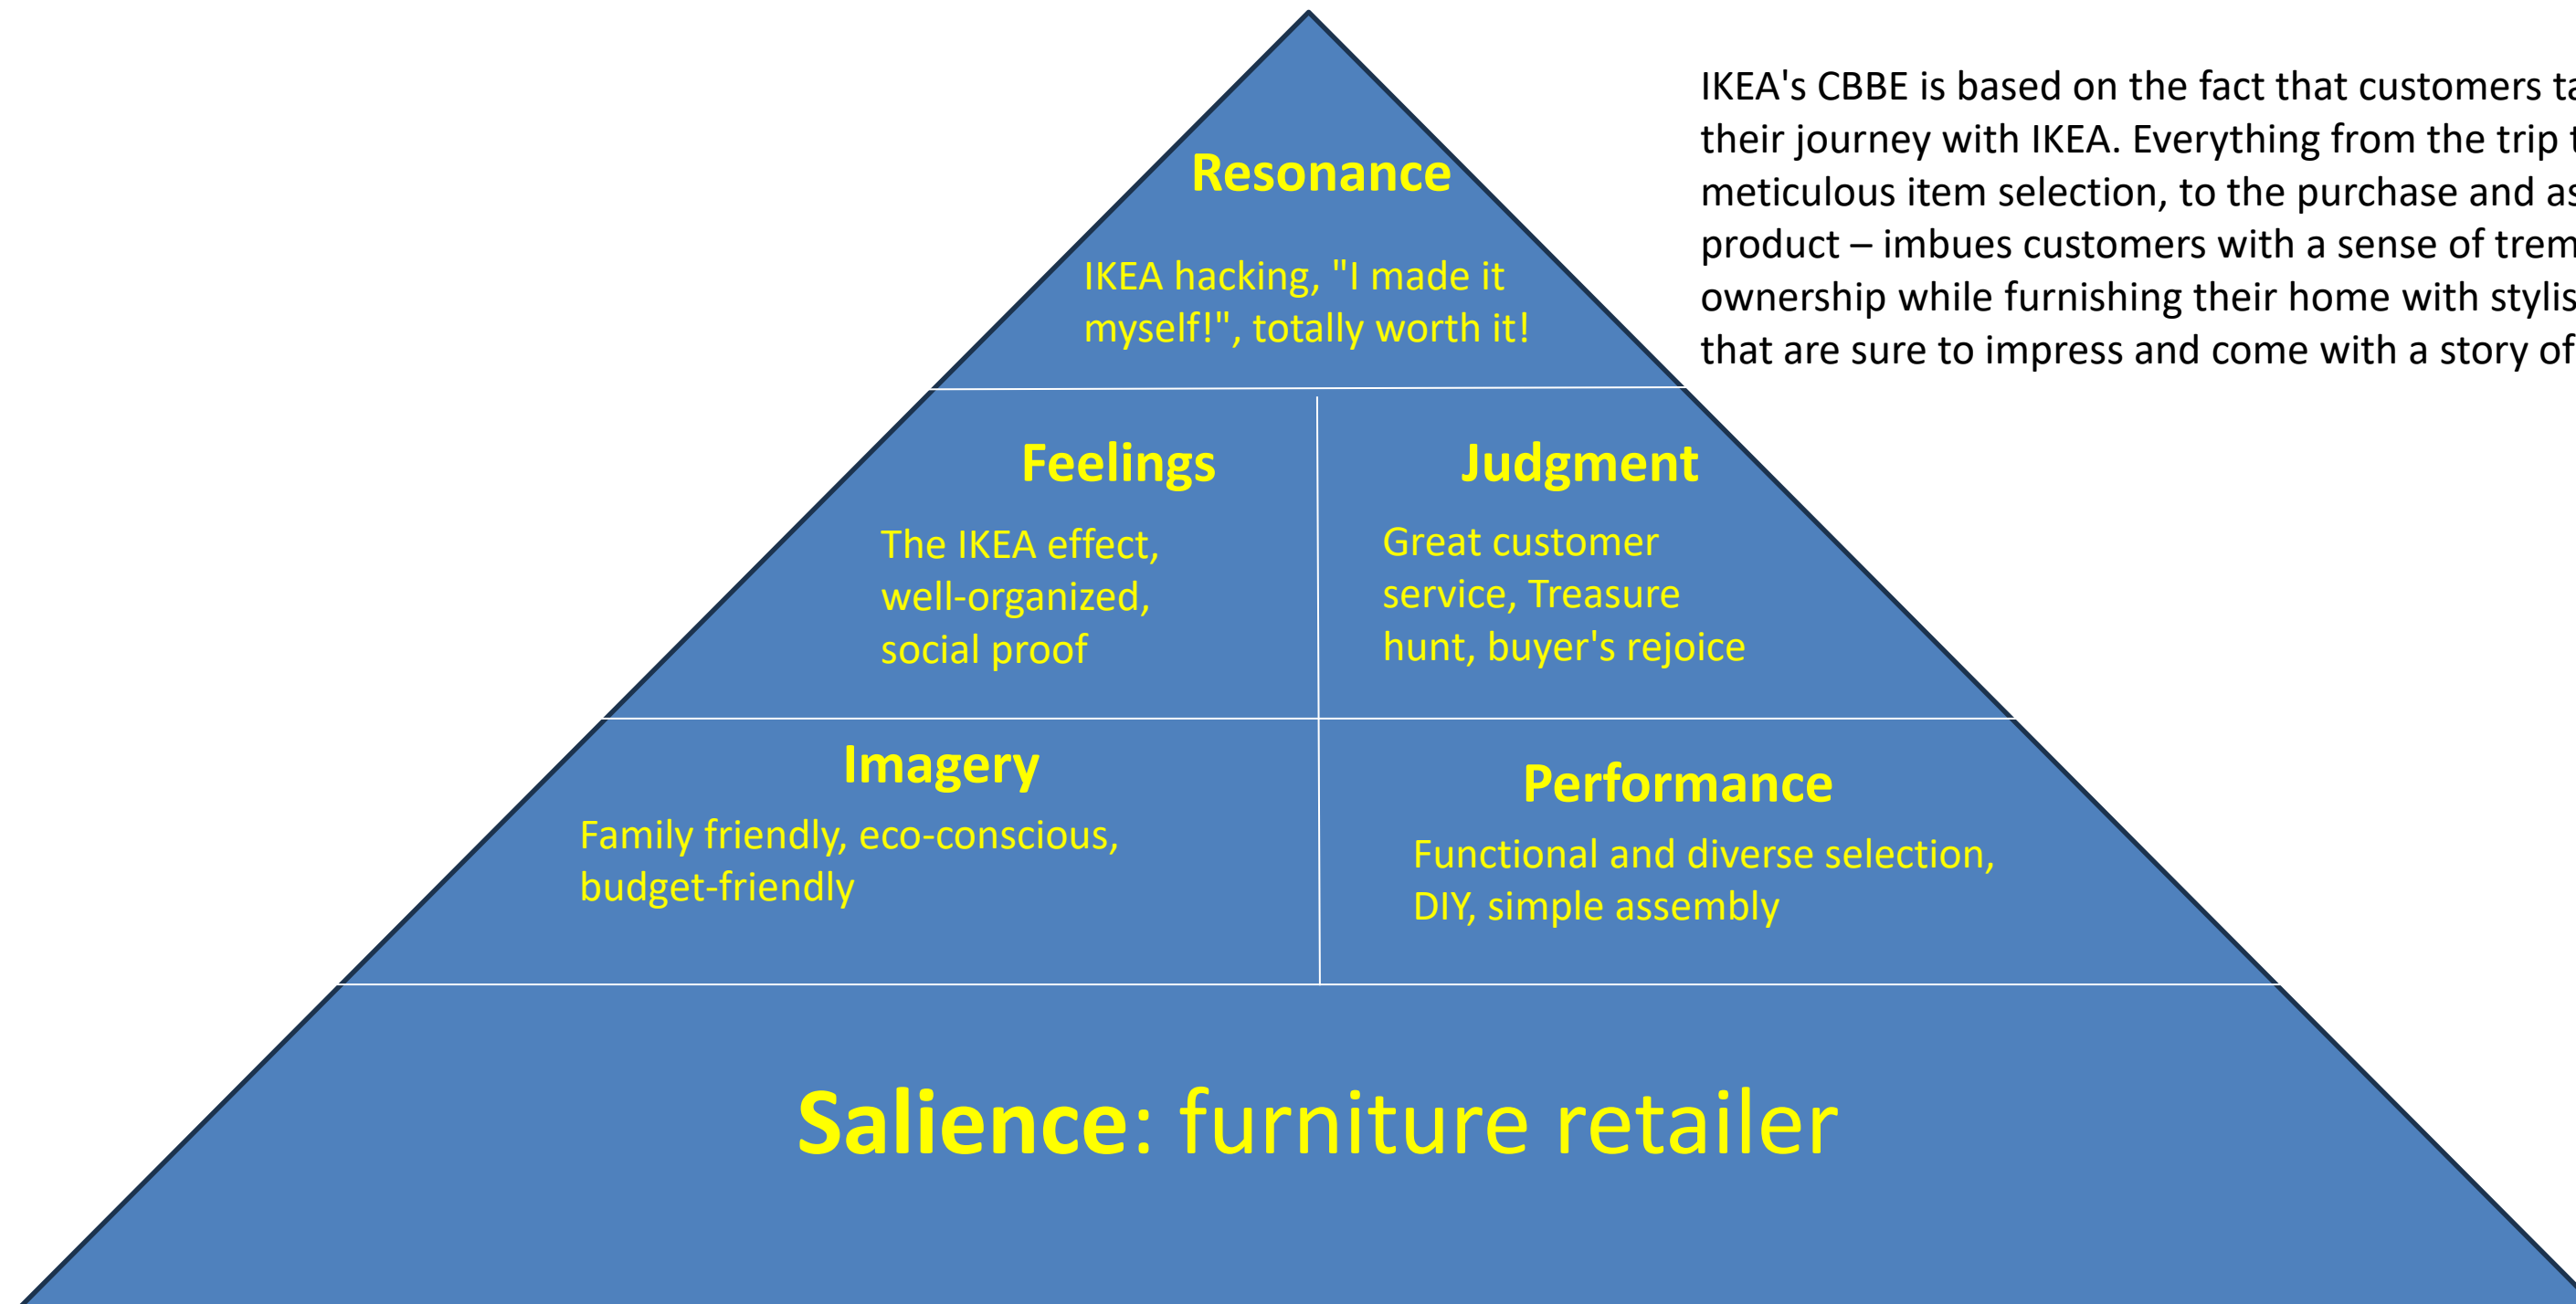 IKEA's CBBE is based on the fact that customers
their journey with IKEA. Everything from the trip
meticulous item selection, to the purchase and
product – imbues customers with a sense of
ownership while furnishing their home with
that are sure to impress and come with a story of
Resonance
IKEA hacking, "I made it
myself!", totally worth it!
Feelings
The IKEA effect,
well-organized,
social proof
Judgment
Great customer
service, Treasure
hunt, buyer's rejoice
Imagery
Family friendly, eco-conscious,
budget-friendly
Performance
Functional and diverse selection,
DIY, simple assembly
Salience: furniture retailer